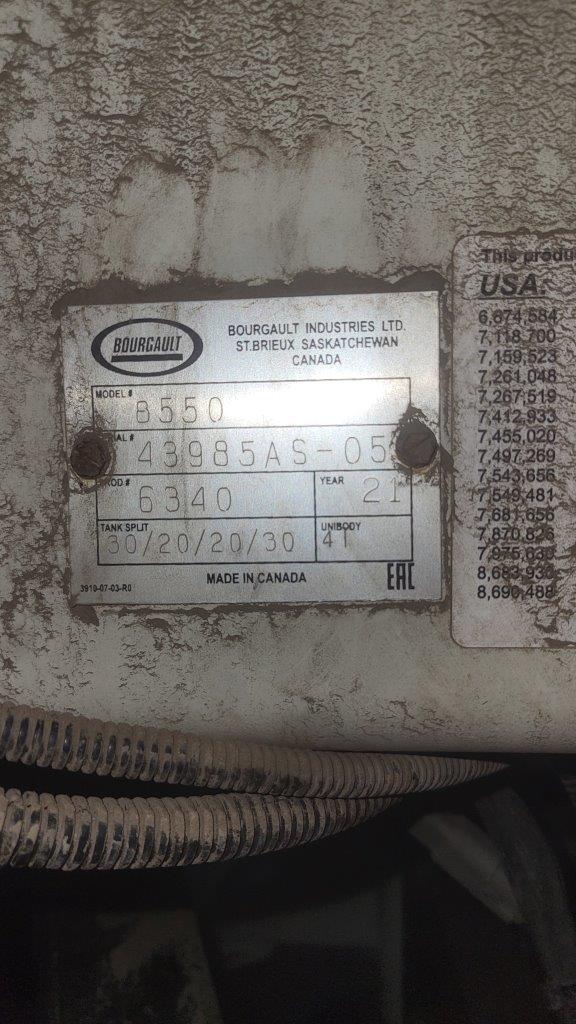 BOURGAULT
BOURGAULT INDUSTRIES LTD.
ST.BRIEUX SASKATCHEWAN
CANADA
MODEL #
8550
43985AS-05
6340
YEAR
21
TANK SPLIT
30/20/20/30
UNIBODY
4T
3910-07-03-R0
MADE IN CANADA
EAC
This
USA:
6,674,584
7,118,700
7,159,523
7,261,048
7,267,519
7,412,933
7,455,020
7,497,269
7,543,656
7,549,481
7,681,656
7,870,826
7,975,630
8,683,930
8,690,488